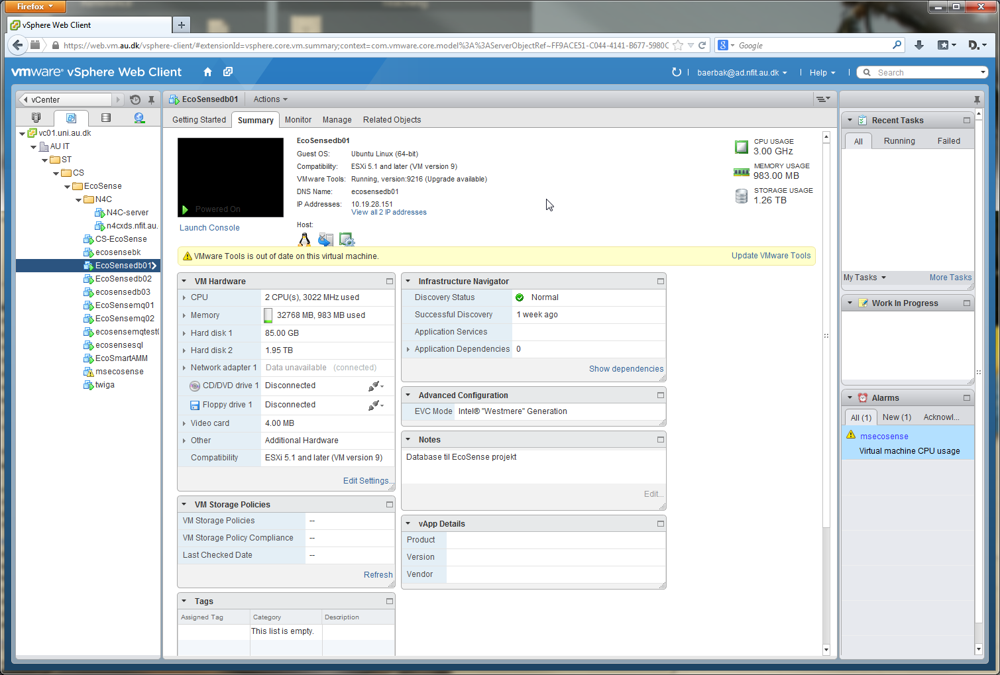 Firefox
vSphere Web Client
https://web.vm.au.dk/vsphere-client/#extensionId=vsphere.core.vm.summary;context=com.vmware.core.model%3A%3AServerObjectRef~FF9ACE51-C044-4141-B677-5980C
Google
D.
vmware vSphere Web Client
baerbak@ad.nfit.au.dk
Help
Search
vCenter
vc01.uni.au.dk
AU IT
ST
CS
EcoSense
N4C
N4C-server
n4cxds.nfit.au.
CS-EcoSense
ecosensebk
EcoSensedb01
EcoSensedb02
ecosensedb03
EcoSensemq01
EcoSensemq02
ecosensemqtest
ecosensesql
EcoSmartAMM
msecosense
twiga
EcoSensedb01
Actions
Getting Started Summary Monitor Manage Related Objects
Powered On
Launch Console
EcoSensedb01
Guest OS: Ubuntu Linux (64-bit)
Compatibility: ESXi 5.1 and later (VM version 9)
VMware Tools: Running, version:9216 (Upgrade available)
DNS Name: ecosensedb01
IP Addresses: 10.19.28.151
View all 2 IP addresses
Host:
CPU USAGE
3.00 GHz
MEMORY USAGE
983.00 MB
STORAGE USAGE
1.26 TB
VMware Tools is out of date on this virtual machine.
Update VMware Tools
VM Hardware
CPU 2 CPU(s), 3022 MHz used
Memory 32768 MB, 983 MB used
Hard disk 1 85.00 GB
Hard disk 2 1.95 TB
Network adapter 1 Data unavailable (connected)
CD/DVD drive 1 Disconnected
Floppy drive 1 Disconnected
Video card 4.00 MB
Other Additional Hardware
Compatibility ESXi 5.1 and later (VM version 9)
Edit Settings...
VM Storage Policies
VM Storage Policies --
VM Storage Policy Compliance --
Last Checked Date --
Refresh
Tags
Assigned Tag Category Description
This list is empty.
Infrastructure Navigator
Discovery Status Normal
Successful Discovery 1 week ago
Application Services
Application Dependencies 0
Show dependencies
Advanced Configuration
EVC Mode Intel® "Westmere" Generation
Notes
Database til EcoSense projekt
Edit...
vApp Details
Product
Version
Vendor
Recent Tasks
All Running Failed
My Tasks
More Tasks
Work In Progress
Alarms
All (1) New (1) Acknowl...
msecosense
Virtual machine CPU usage